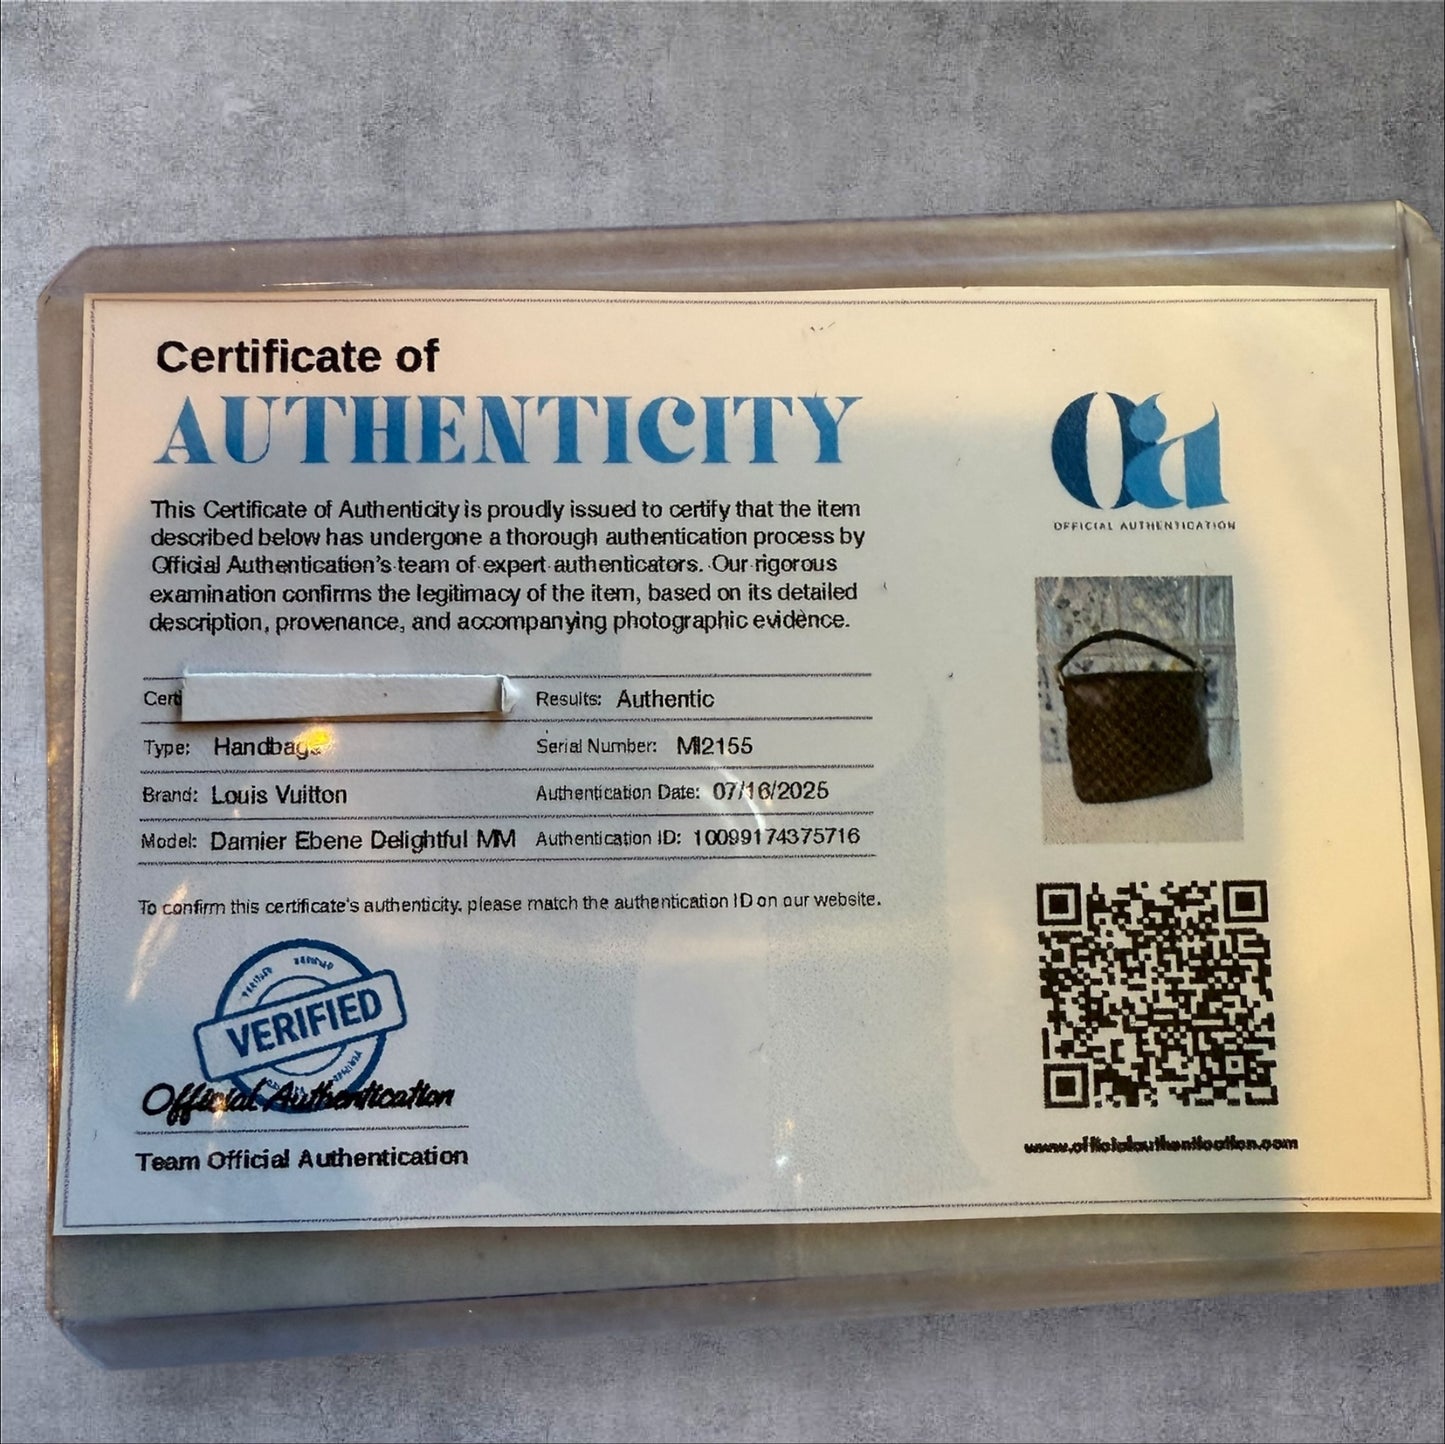 Certificate of
AUTHENTICITY
This Certificate of Authenticity is proudly issued to certify that the item
described below has undergone a thorough authentication process by
Official Authentication's team of expert authenticators. Our rigorous
examination confirms the legitimacy of the item, based on its detailed
description, provenance, and accompanying photographic evidence.
Oa
OFFICIAL AUTHENTICATION
Results: Authentic
Type: Handbags
Serial Number: MI2155
Brand: Louis Vuitton
Authentication Date: 07/16/2025
Model: Damier Ebene Delightful MM
Authentication ID: 10099174375716
To confirm this certificate's authenticity, please match the authentication ID on our website.
VERIFIED VERIFIED
VERIFIED
Official Authentication
Team Official Authentication
www.officialauthentication.com